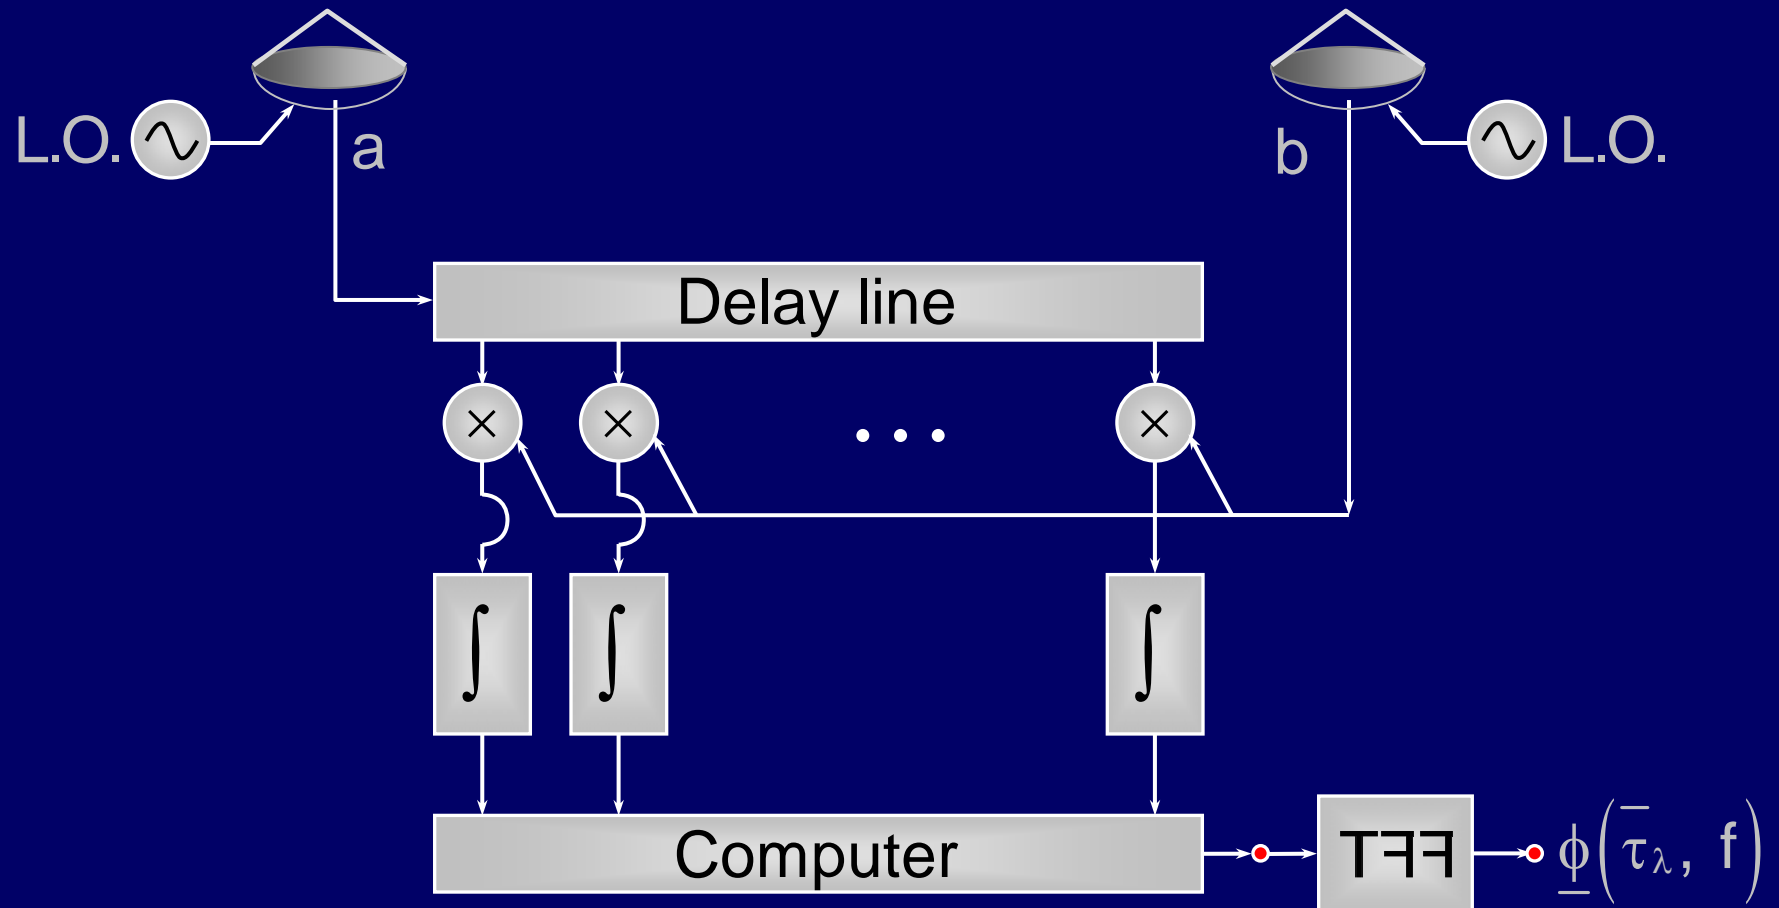 L.O.
a
b
L.O.
Delay line
× × . . . ×
∫ ∫ ∫
Computer
FFT
ϕ(τ̅λ, f)